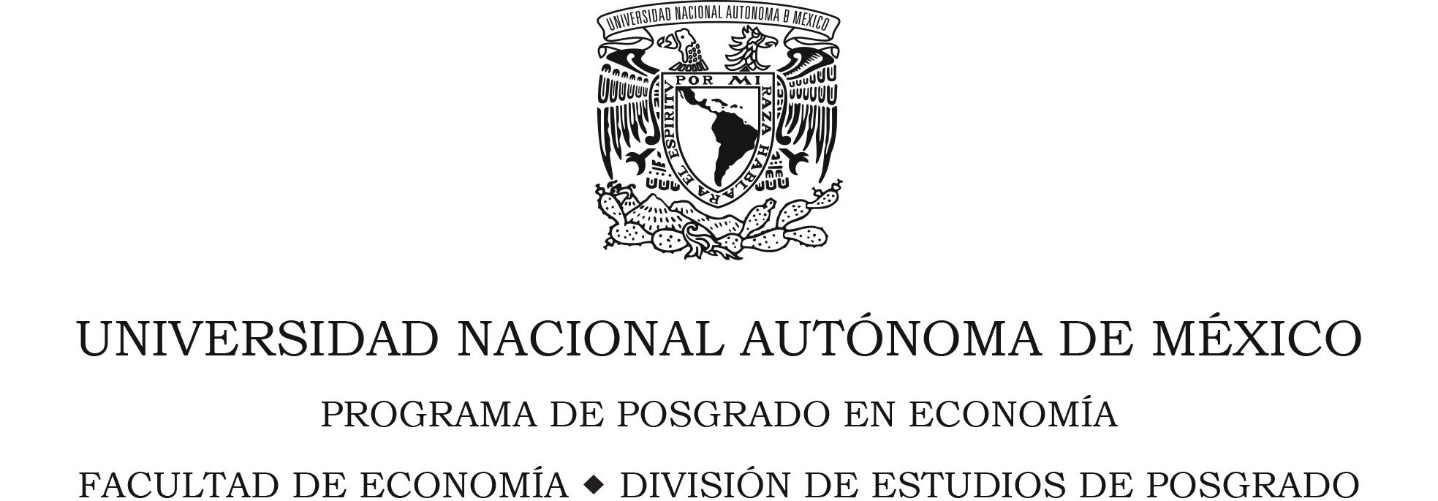 UNIVERSIDAD NACIONAL AUTONOMA D MEXICO
POR MI RAZA HABLARA EL ESPIRITU
UNIVERSIDAD NACIONAL AUTÓNOMA DE MÉXICO
PROGRAMA DE POSGRADO EN ECONOMÍA
FACULTAD DE ECONOMÍA ◆ DIVISIÓN DE ESTUDIOS DE POSGRADO